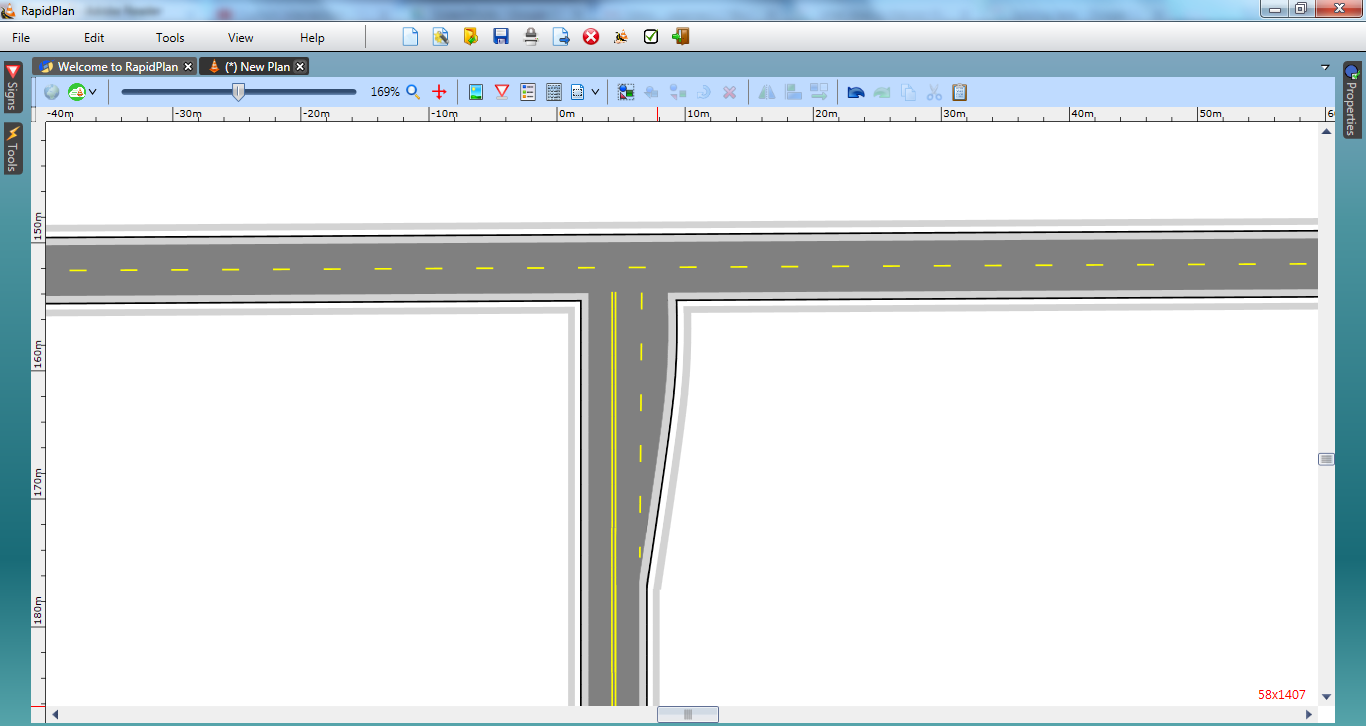 RapidPlan
File Edit Tools View Help
Welcome to RapidPlan (*) New Plan
169%
-40m -30m -20m -10m 0m 10m 20m 30m 40m 50m
Signs
Tools
Properties
150m
160m
170m
180m
58x1407